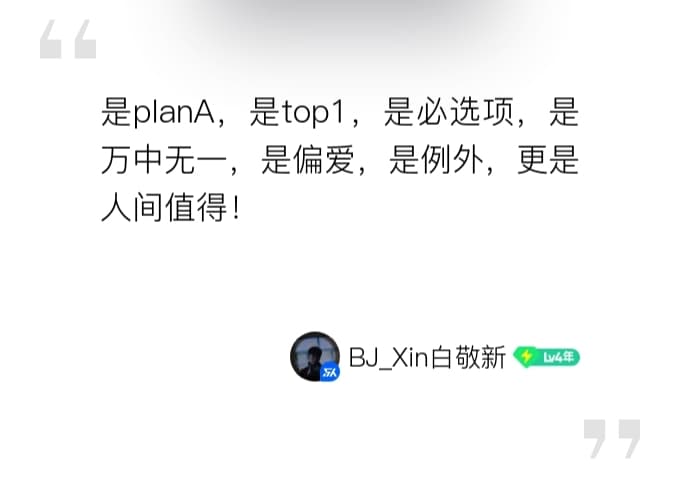 是planA，是top1，是必选项，是
万中无一，是偏爱，是例外，更是
人间值得！
BJ_Xin白敬新 Lv4年